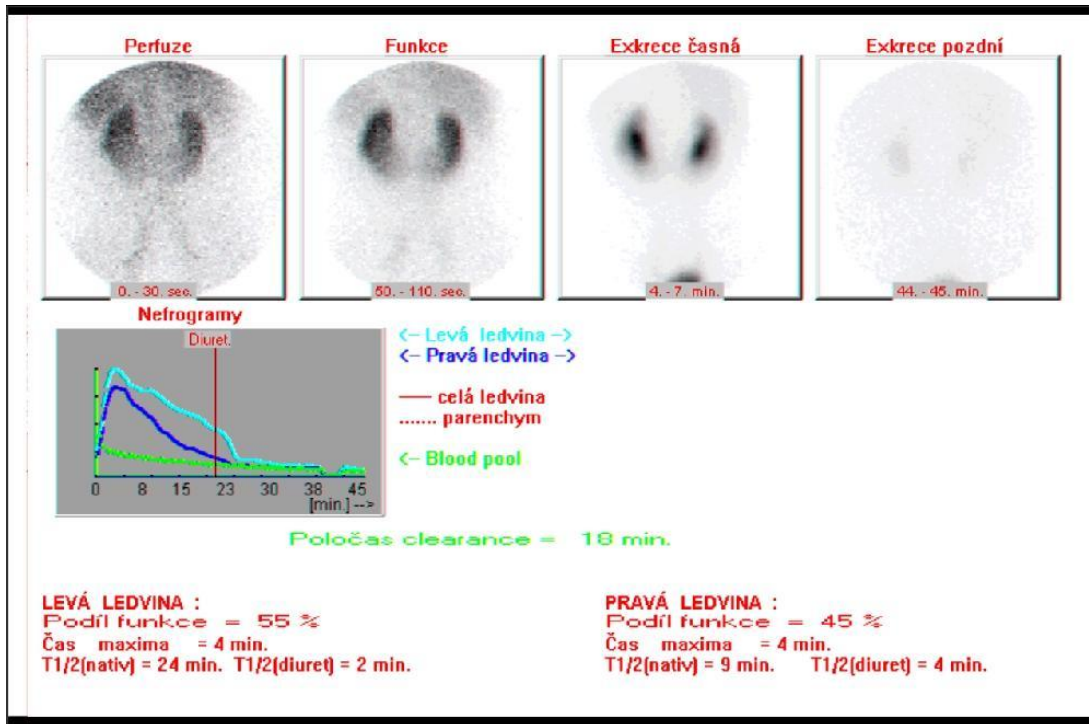 Perfuze Funkce Exkrece časná Exkrece pozdní
0. - 30. sec. 50. - 110. sec. 4. - 7. min. 44. - 45. min.
Nefrogramy
Diuret.
<– Levá ledvina –>
<– Pravá ledvina –>
—— celá ledvina
....... parenchym
<– Blood pool
0 8 15 23 30 38 45
[min.] -->
Poločas clearance = 18 min.
LEVÁ LEDVINA : PRAVÁ LEDVINA :
Podíl funkce = 55 % Podíl funkce = 45 %
Čas maxima = 4 min. Čas maxima = 4 min.
T1/2(nativ) = 24 min. T1/2(diuret) = 2 min. T1/2(nativ) = 9 min. T1/2(diuret) = 4 min.